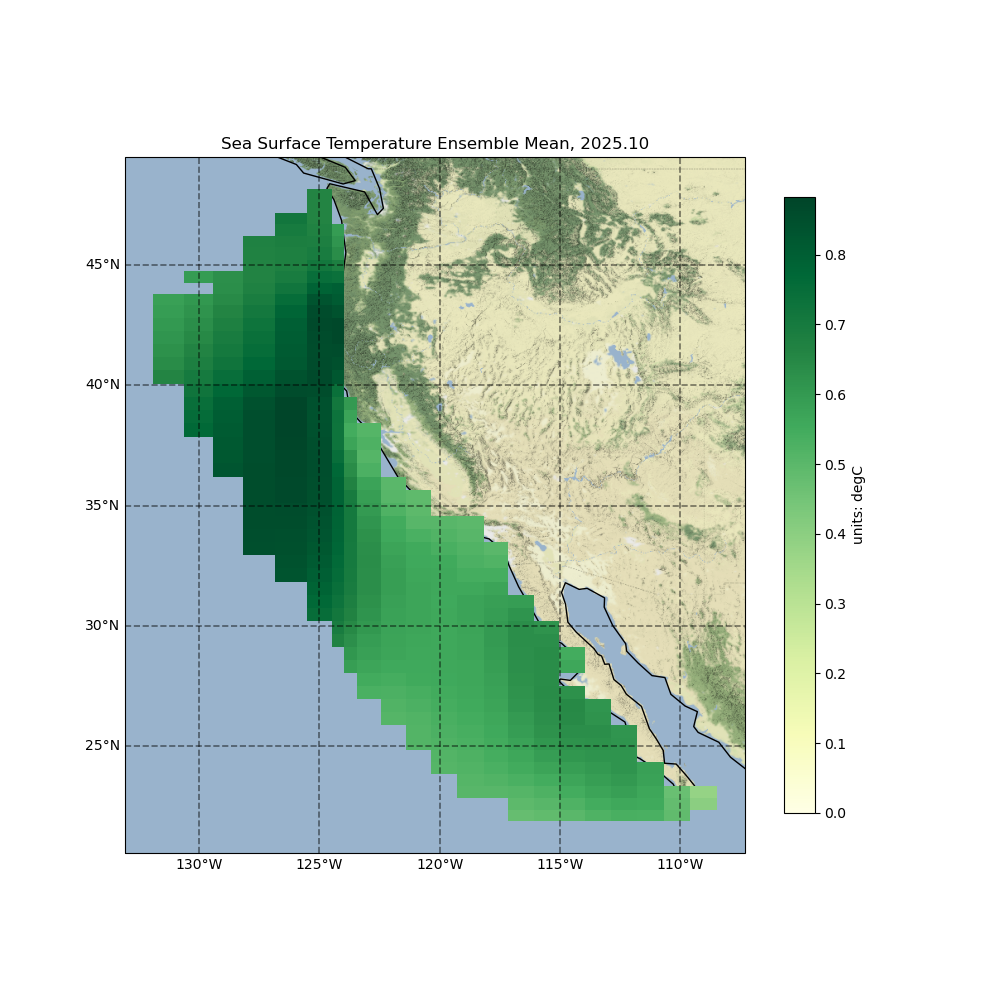 Sea Surface Temperature Ensemble Mean, 2025.10
45°N
40°N
35°N
30°N
25°N
130°W 125°W 120°W 115°W 110°W
0.8
0.7
0.6
0.5
0.4
0.3
0.2
0.1
0.0
units: degC